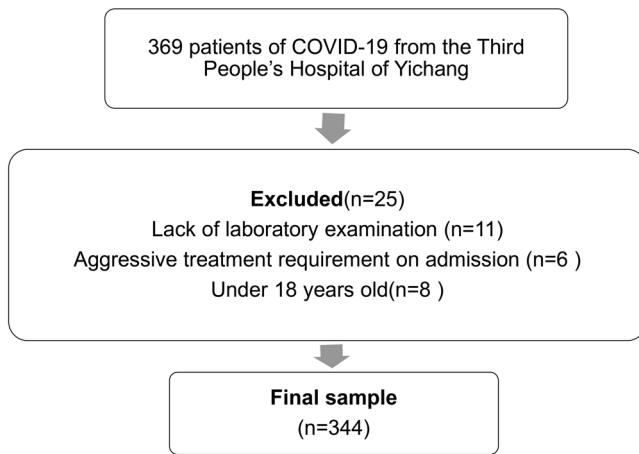 369 patients of COVID-19 from the Third
People’s Hospital of Yichang
Excluded(n=25)
Lack of laboratory examination (n=11)
Aggressive treatment requirement on admission (n=6 )
Under 18 years old(n=8 )
Final sample
(n=344)